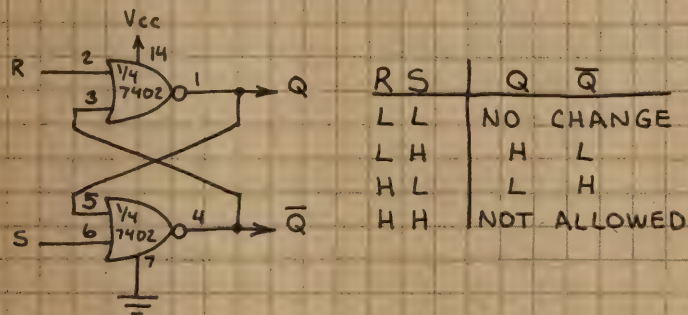 Vcc
14
R
2
1/4
7402
3
1
Q
R S Q Q̅
L L NO CHANGE
L H H L
H L L H
H H NOT ALLOWED
5
1/4
7402
6
4
Q̅
S
7